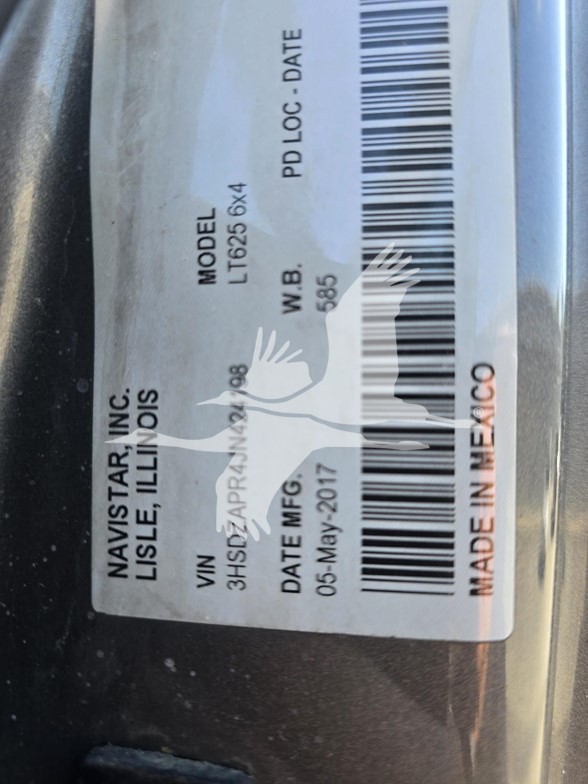 NAVISTAR, INC.
LISLE, ILLINOIS
VIN MODEL
3HSDZAPR4JN424198 LT625 6x4
DATE MFG. W.B. PD LOC - DATE
05-May-2017 585
MADE IN MEXICO